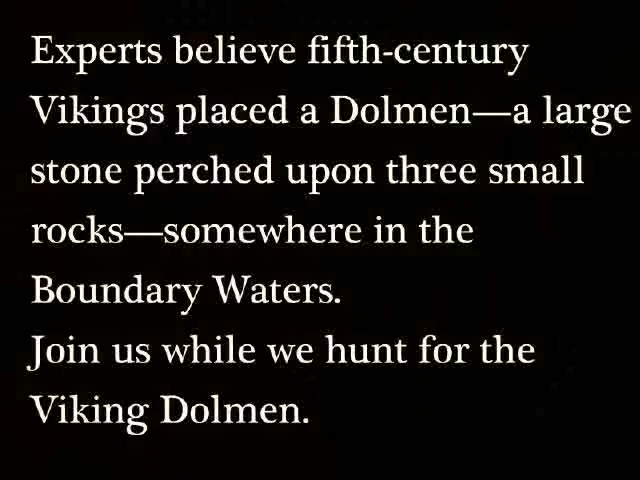 Experts believe fifth-century
Vikings placed a Dolmen—a large
stone perched upon three small
rocks—somewhere in the
Boundary Waters.
Join us while we hunt for the
Viking Dolmen.